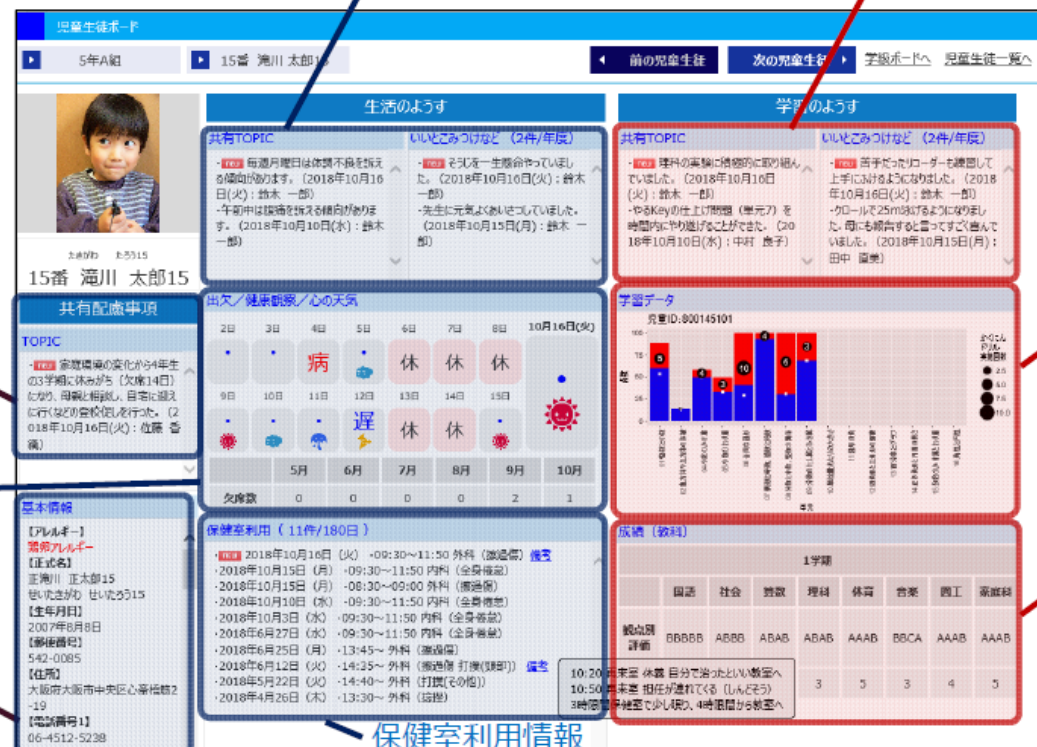 児童生徒ボード
5年A組
15番 滝川 太郎15
前の児童生徒
次の児童生徒
学級ボードへ
児童生徒一覧へ
たきがわ たろう15
15番 滝川 太郎15
共有配慮事項
TOPIC
-new 家庭環境の変化から4年生
の3学期に休みがち（欠席14日）
になり、母親と相談し、自宅に迎え
に行くなどの登校促しを行った。（2
018年10月16日(火)：佐藤 香
織）
基本情報
【アレルギー】
鶏卵アレルギー
【正式名】
正滝川 正太郎15
せいたきがわ せいたろう15
【生年月日】
2007年8月8日
【郵便番号】
542-0085
【住所】
大阪府大阪市中央区心斎橋筋2
-19
【電話番号1】
06-4512-5238
生活のようす
共有TOPIC
-new 毎週月曜日は体調不良を訴え
る傾向があります。（2018年10月16
日(火)：鈴木 一郎）
-午前中は腹痛を訴える傾向がありま
す。（2018年10月10日(水)：鈴木
一郎）
いいとこみつけなど （2件/年度）
-new そうじを一生懸命やっていまし
た。（2018年10月16日(火)：鈴木
一郎）
-先生に元気よくあいさつしていました。
（2018年10月15日(月)：鈴木 一
郎）
出欠／健康観察／心の天気
2日 3日 4日 5日 6日 7日 8日 10月16日(火)
病 休 休 休
9日 10日 11日 12日 13日 14日 15日
遅 休 休
5月 6月 7月 8月 9月 10月
欠席数 0 0 0 0 2 1
保健室利用（ 11件/180日 ）
-new 2018年10月16日（火） -09:30～11:50 外科（擦過傷） 備考
-2018年10月15日（月） -09:30～11:50 内科（全身倦怠）
-2018年10月15日（月） -08:30～09:00 外科（擦過傷）
-2018年10月10日（水） -09:30～11:50 内科（全身倦怠）
-2018年10月3日（水） -09:30～11:50 内科（全身倦怠）
-2018年6月27日（水） -09:30～11:50 内科（全身倦怠）
-2018年6月25日（月） -13:45～ 外科（擦過傷）
-2018年6月12日（火） -14:35～ 外科（擦過傷 打撲(頭部)） 備考
-2018年5月22日（火） -14:40～ 外科（打撲(その他)）
-2018年4月26日（木） -13:30～ 外科（捻挫）
10:20 再来室 休養 自分で治ったといい教室へ
10:50 再来室 担任が連れてくる（しんどそう）
3時限間保健室で少し眠り、4時限間から教室へ
保健室利用情報
学習のようす
共有TOPIC
-new 理科の実験に積極的に取り組ん
でいました。（2018年10月16日
(火)：鈴木 一郎）
-やるKeyの仕上げ問題（単元7）を
時間内にやり遂げることができた。（20
18年10月10日(水)：中村 良子）
いいとこみつけなど （2件/年度）
-new 苦手だったリコーダーも練習して
上手にふけるようになりました。（2018
年10月16日(火)：鈴木 一郎）
-クロールで25m泳げるようになりまし
た。母にも報告すると言ってすごく喜んで
いました。（2018年10月15日(月)：
田中 直美）
学習データ
児童ID:800145101
100
75
50
25
0
5 4 3 10 4 6 3
2.5
5.0
7.5
10.0
単元
成績（教科）
1学期
国語 社会 算数 理科 体育 音楽 図工 家庭科
観点別
評価
BBBBB ABBB ABAB ABAB AAAB BBCA AAAB AAAB
3 5 3 4 5